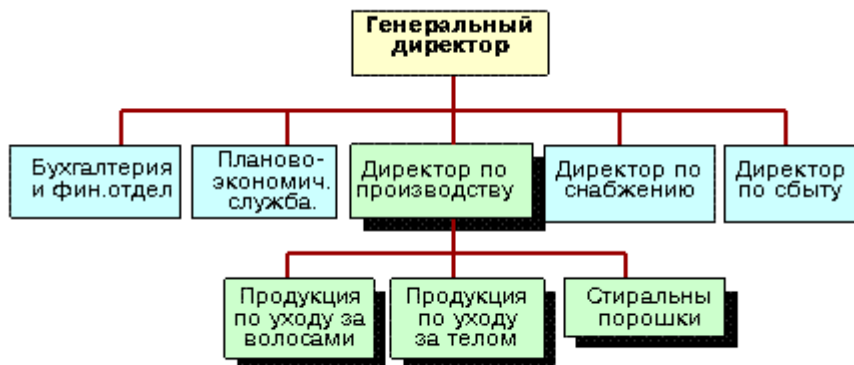 Генеральный
директор
Бухгалтерия
и фин.отдел
Планово-
экономич.
служба.
Директор по
производству
Директор по
снабжению
Директор
по сбыту
Продукция
по уходу за
волосами
Продукция
по уходу
за телом
Стиральны
порошки